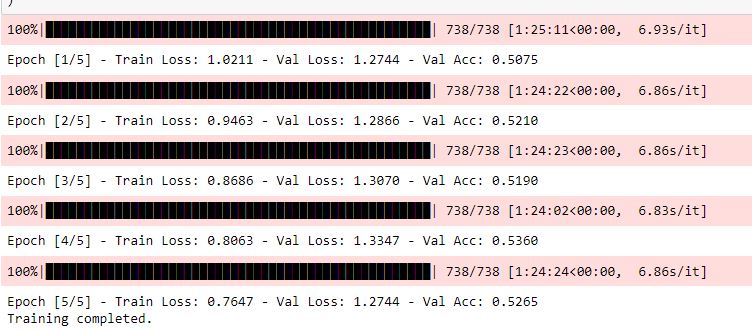 )
100%|██████████| 738/738 [1:25:11<00:00, 6.93s/it]
Epoch [1/5] - Train Loss: 1.0211 - Val Loss: 1.2744 - Val Acc: 0.5075
100%|██████████| 738/738 [1:24:22<00:00, 6.86s/it]
Epoch [2/5] - Train Loss: 0.9463 - Val Loss: 1.2866 - Val Acc: 0.5210
100%|██████████| 738/738 [1:24:23<00:00, 6.86s/it]
Epoch [3/5] - Train Loss: 0.8686 - Val Loss: 1.3070 - Val Acc: 0.5190
100%|██████████| 738/738 [1:24:02<00:00, 6.83s/it]
Epoch [4/5] - Train Loss: 0.8063 - Val Loss: 1.3347 - Val Acc: 0.5360
100%|██████████| 738/738 [1:24:24<00:00, 6.86s/it]
Epoch [5/5] - Train Loss: 0.7647 - Val Loss: 1.2744 - Val Acc: 0.5265
Training completed.